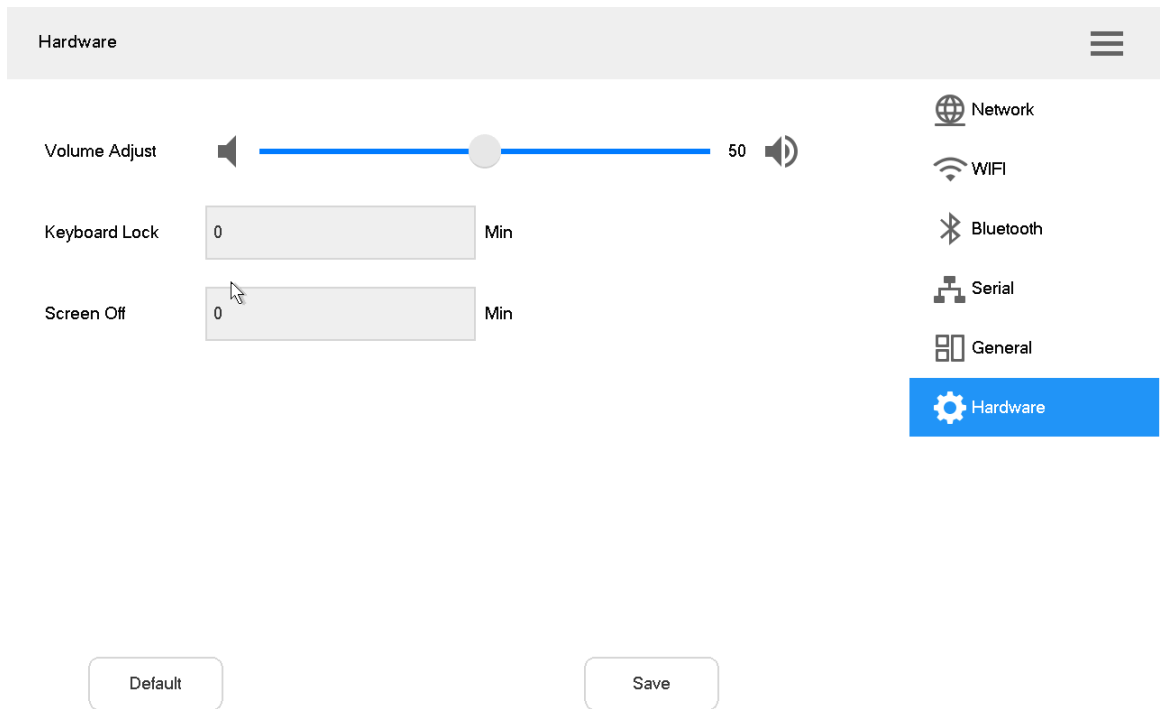 Hardware
Volume Adjust 50
Keyboard Lock 0 Min
Screen Off 0 Min
Network
WIFI
Bluetooth
Serial
General
Hardware
Default Save